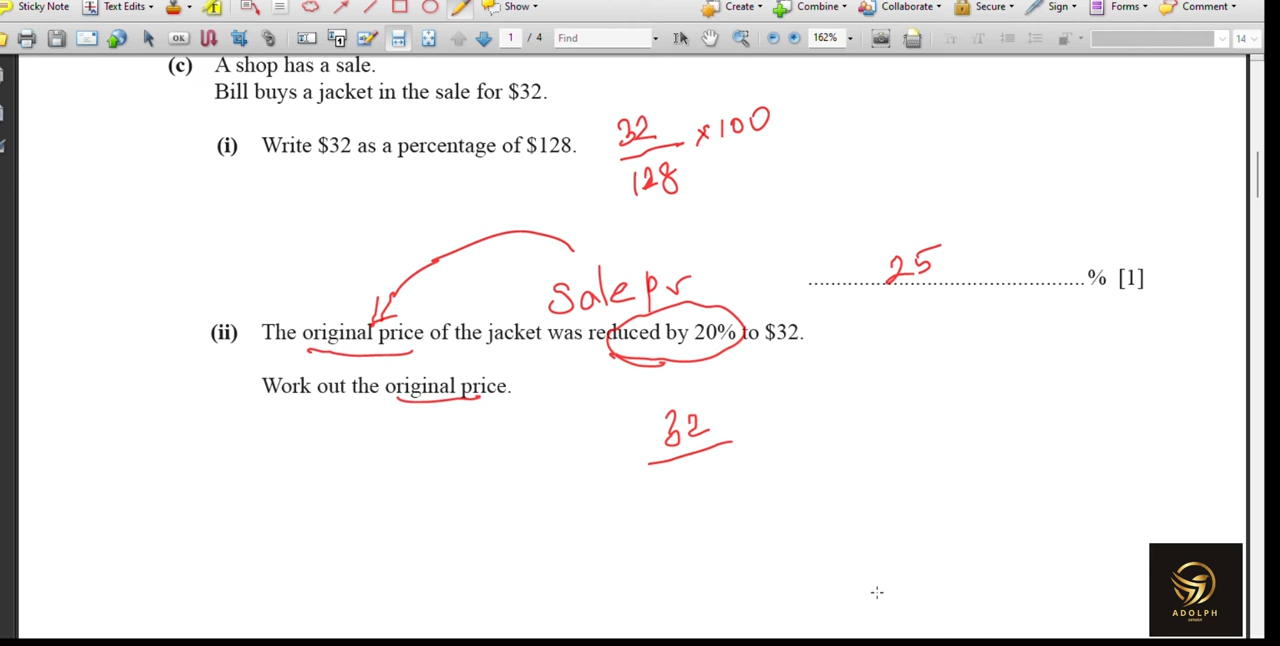 Sticky Note Text Edits Show Create Combine Collaborate Secure Sign Forms Comment
OK 1 / 4 Find 162% 14
(c) A shop has a sale.
Bill buys a jacket in the sale for $32.
(i) Write $32 as a percentage of $128.
32
× 100
128
25
% [1]
sale pr
(ii) The original price of the jacket was reduced by 20% to $32.
Work out the original price.
32
ADOLPH